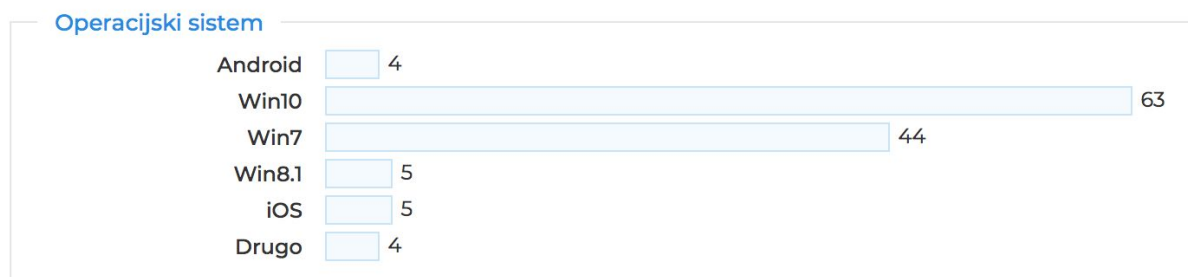 Operacijski sistem
Android 4
Win10 63
Win7 44
Win8.1 5
iOS 5
Drugo 4